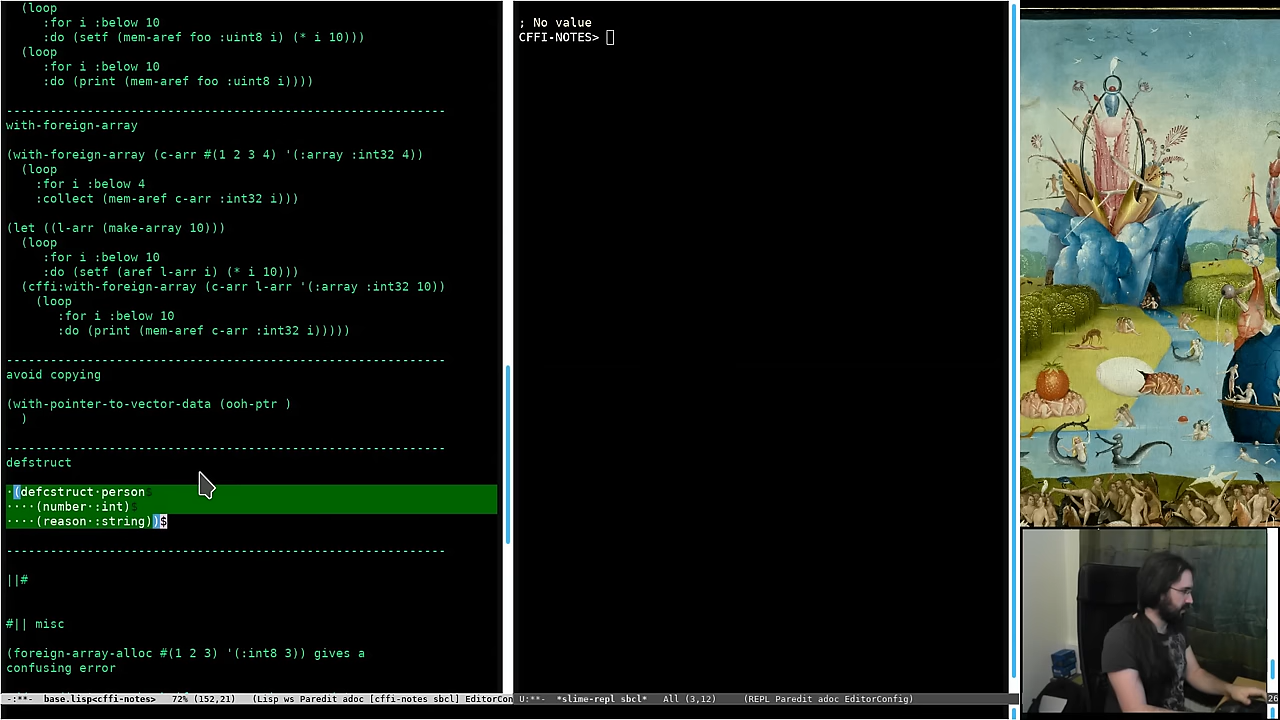 (loop
:for i :below 10
:do (setf (mem-aref foo :uint8 i) (* i 10)))
(loop
:for i :below 10
:do (print (mem-aref foo :uint8 i))))
------------------------------------------------------------
with-foreign-array
(with-foreign-array (c-arr #(1 2 3 4) '(:array :int32 4))
(loop
:for i :below 4
:collect (mem-aref c-arr :int32 i)))
(let ((l-arr (make-array 10)))
(loop
:for i :below 10
:do (setf (aref l-arr i) (* i 10)))
(cffi:with-foreign-array (c-arr l-arr '(:array :int32 10))
(loop
:for i :below 10
:do (print (mem-aref c-arr :int32 i)))))
------------------------------------------------------------
avoid copying
(with-pointer-to-vector-data (ooh-ptr )
)
------------------------------------------------------------
defstruct
·(defcstruct·person$
····(number·:int)$
····(reason·:string))$
------------------------------------------------------------
||#
#|| misc
(foreign-array-alloc #(1 2 3) '(:int8 3)) gives a
confusing error
-:**- base.lisp<cffi-notes> 72% (152,21) (Lisp ws Paredit adoc [cffi-notes sbcl] EditorCon
; No value
CFFI-NOTES>
U:**- *slime-repl sbcl* All (3,12) (REPL Paredit adoc EditorConfig)